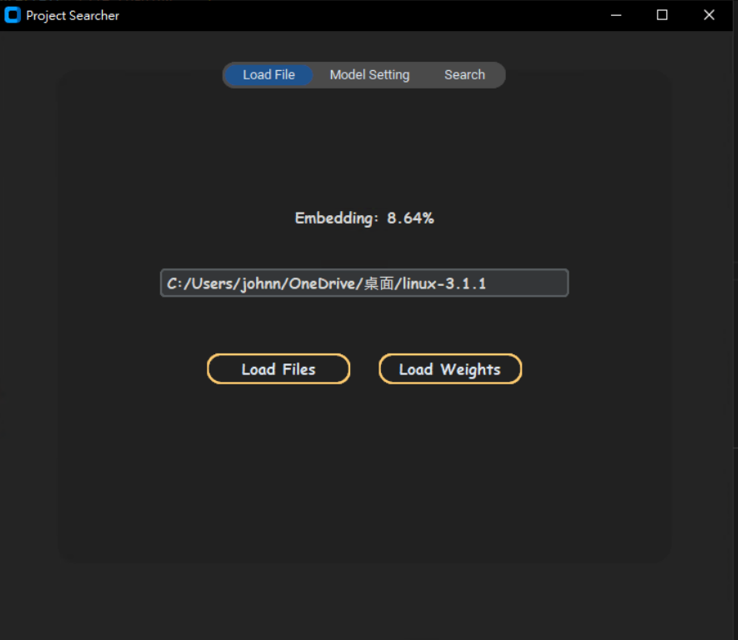 Project Searcher
Load File Model Setting Search
Embedding: 8.64%
C:/Users/johnn/OneDrive/桌面/linux-3.1.1
Load Files Load Weights